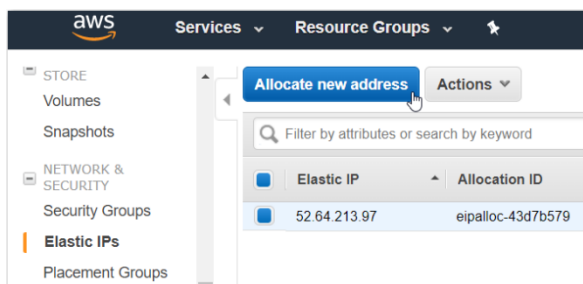 aws
Services
Resource Groups
STORE
Volumes
Snapshots
NETWORK &
SECURITY
Security Groups
Elastic IPs
Placement Groups
Allocate new address
Actions
Filter by attributes or search by keyword
Elastic IP
Allocation ID
52.64.213.97
eipalloc-43d7b579